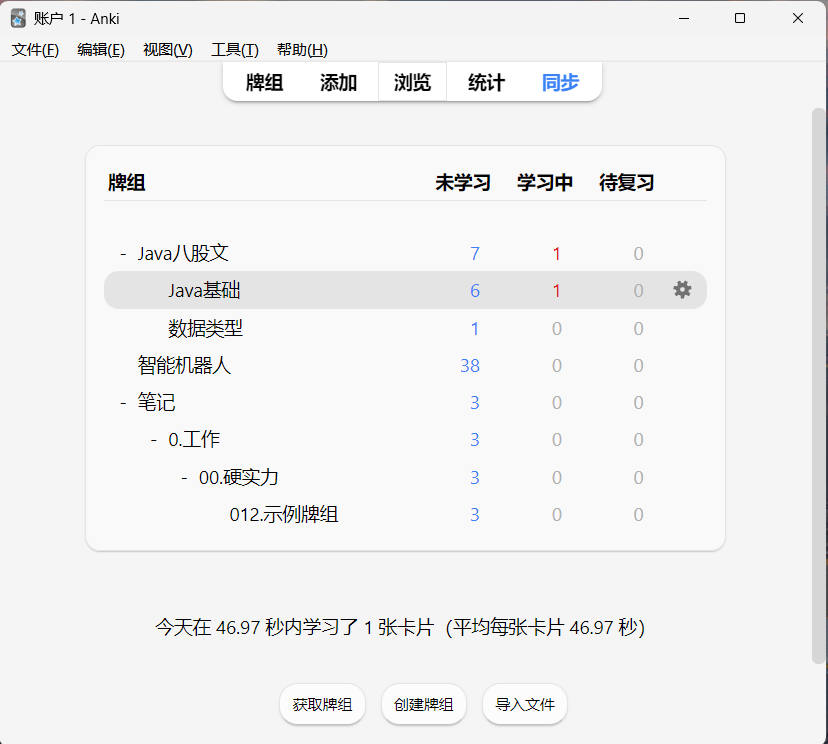 账户 1 - Anki
文件(F) 编辑(E) 视图(V) 工具(T) 帮助(H)
牌组 添加 浏览 统计 同步
牌组 未学习 学习中 待复习
- Java八股文 7 1 0
Java基础 6 1 0
数据类型 1 0 0
智能机器人 38 0 0
- 笔记 3 0 0
- 0.工作 3 0 0
- 00.硬实力 3 0 0
012.示例牌组 3 0 0
今天在 46.97 秒内学习了 1 张卡片（平均每张卡片 46.97 秒）
获取牌组 创建牌组 导入文件